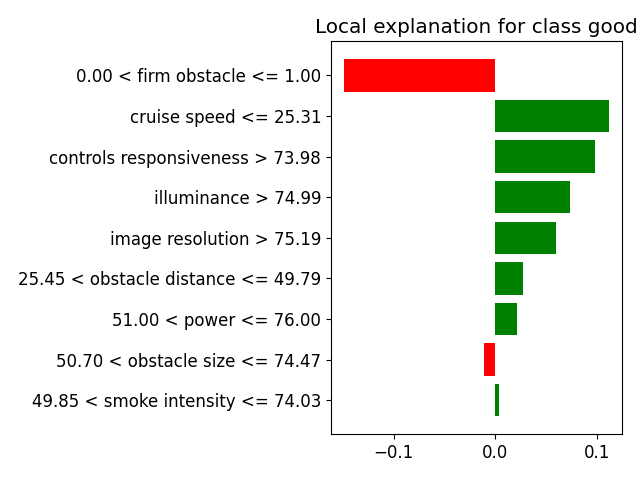 Local explanation for class good
0.00 < firm obstacle <= 1.00
cruise speed <= 25.31
controls responsiveness > 73.98
illuminance > 74.99
image resolution > 75.19
25.45 < obstacle distance <= 49.79
51.00 < power <= 76.00
50.70 < obstacle size <= 74.47
49.85 < smoke intensity <= 74.03
−0.1 0.0 0.1